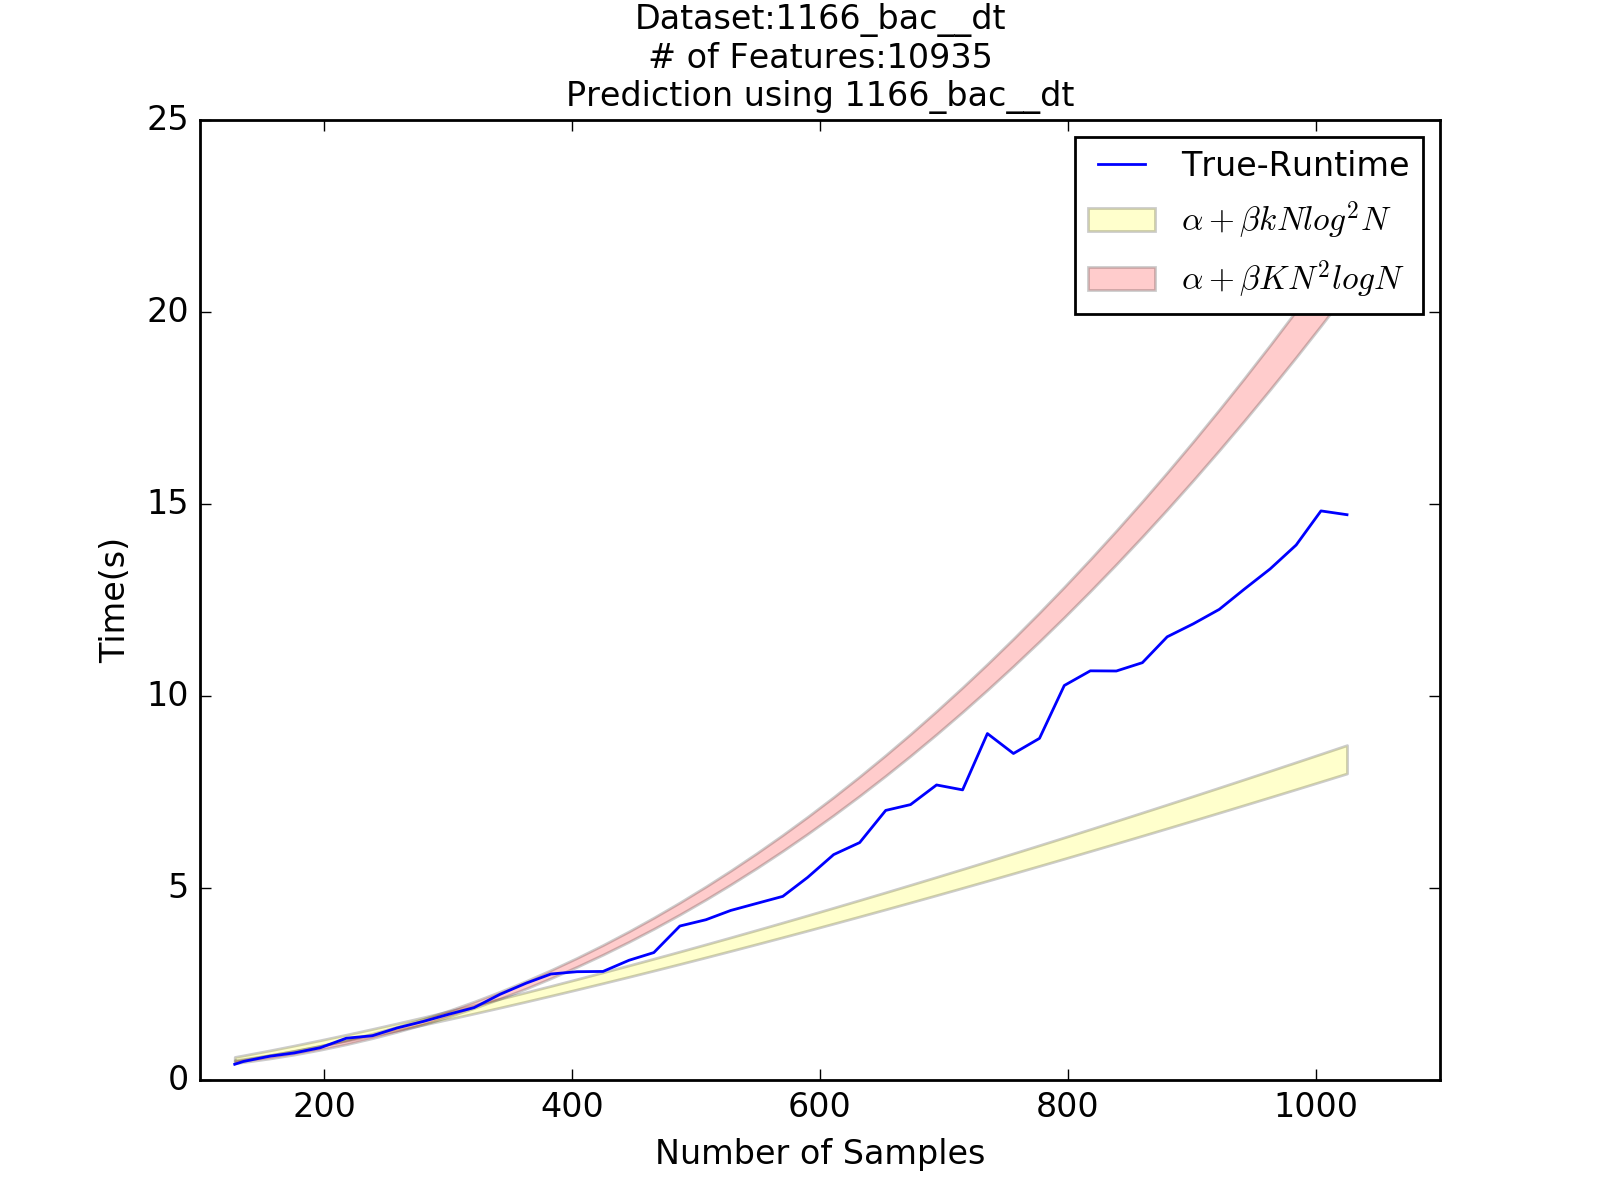 Dataset:1166_bac__dt
# of Features:10935
Prediction using 1166_bac__dt
25
20
15
10
5
0
Time(s)
True-Runtime
α + βkNlog²N
α + βKN²logN
200 400 600 800 1000
Number of Samples